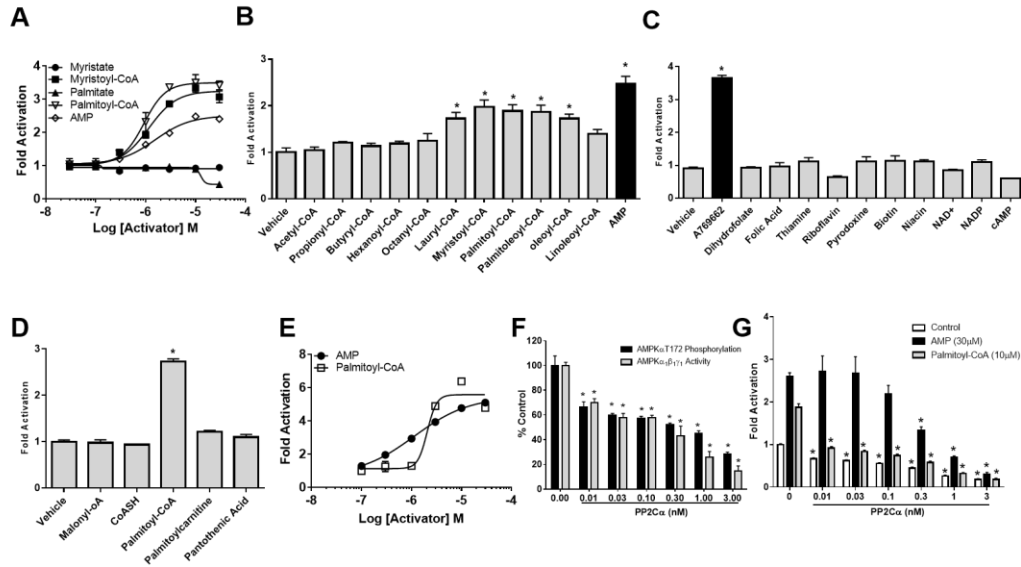 A
Fold Activation
4
3
2
1
0
Myristate
Myristoyl-CoA
Palmitate
Palmitoyl-CoA
AMP
-8
-7
-6
-5
-4
Log [Activator] M
B
Fold Activation
3
2
1
0
*
*
*
*
*
*
Vehicle
Acetyl-CoA
Propionyl-CoA
Butyryl-CoA
Hexanoyl-CoA
Octanyl-CoA
Lauryl-CoA
Myristoyl-CoA
Palmitoyl-CoA
Palmitoleoyl-CoA
oleoyl-CoA
Linoleoyl-CoA
AMP
C
Fold Activation
4
3
2
1
0
*
Vehicle
A769662
Dihydrofolate
Folic Acid
Thiamine
Riboflavin
Pyrodoxine
Biotin
Niacin
NAD+
NADP
cAMP
D
Fold Activation
3
2
1
0
*
Vehicle
Malonyl-oA
CoASH
Palmitoyl-CoA
Palmitoylcarnitine
Pantothenic Acid
E
Fold Activation
8
6
4
2
0
AMP
Palmitoyl-CoA
-8
-7
-6
-5
-4
Log [Activator] M
F
% Control
120
100
80
60
40
20
0
AMPKαT172 Phosphorylation
AMPKα₁β₁γ₁ Activity
* * * * * * * * * * * *
0.00 0.01 0.03 0.10 0.30 1.00 3.00
PP2Cα (nM)
G
Fold Activation
4
3
2
1
0
Control
AMP (30µM)
Palmitoyl-CoA (10µM)
* * * * * * * * * * * * * * *
0 0.01 0.03 0.1 0.3 1 3
PP2Cα (nM)